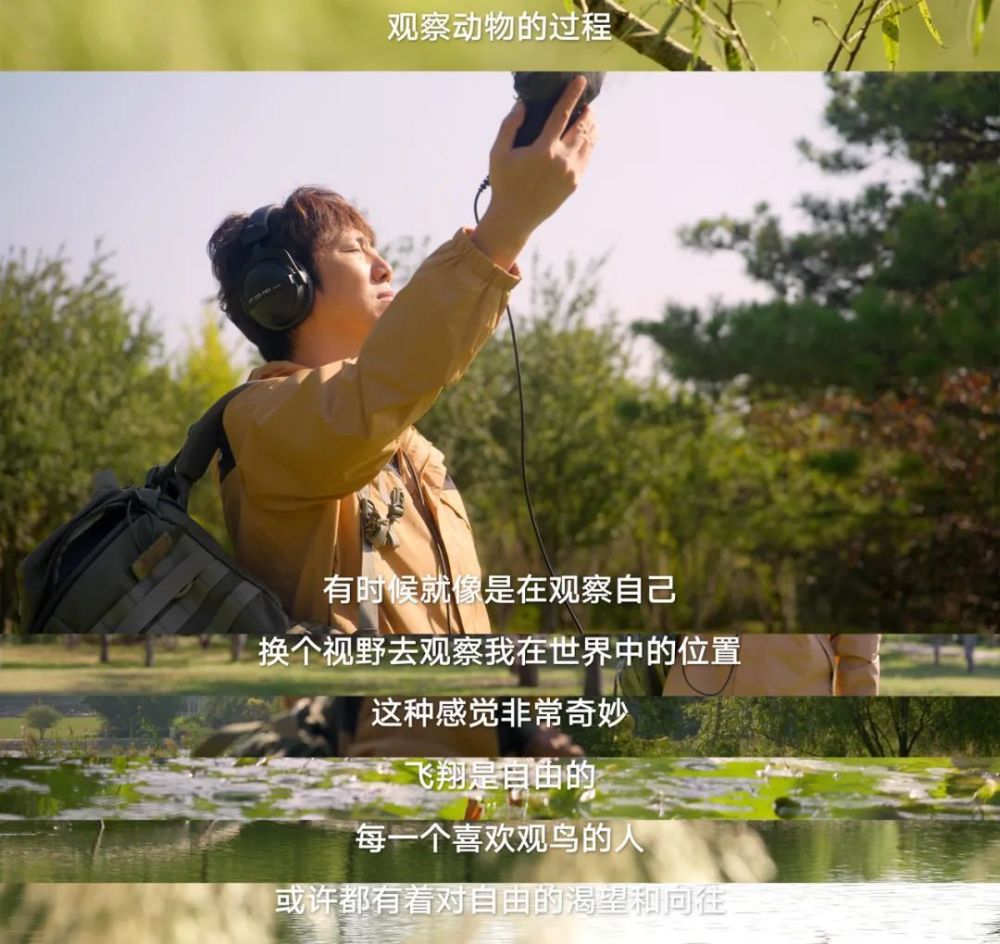 观察动物的过程
有时候就像是在观察自己
换个视野去观察我在世界中的位置
这种感觉非常奇妙
飞翔是自由的
每一个喜欢观鸟的人
或许都有着对自由的渴望和向往